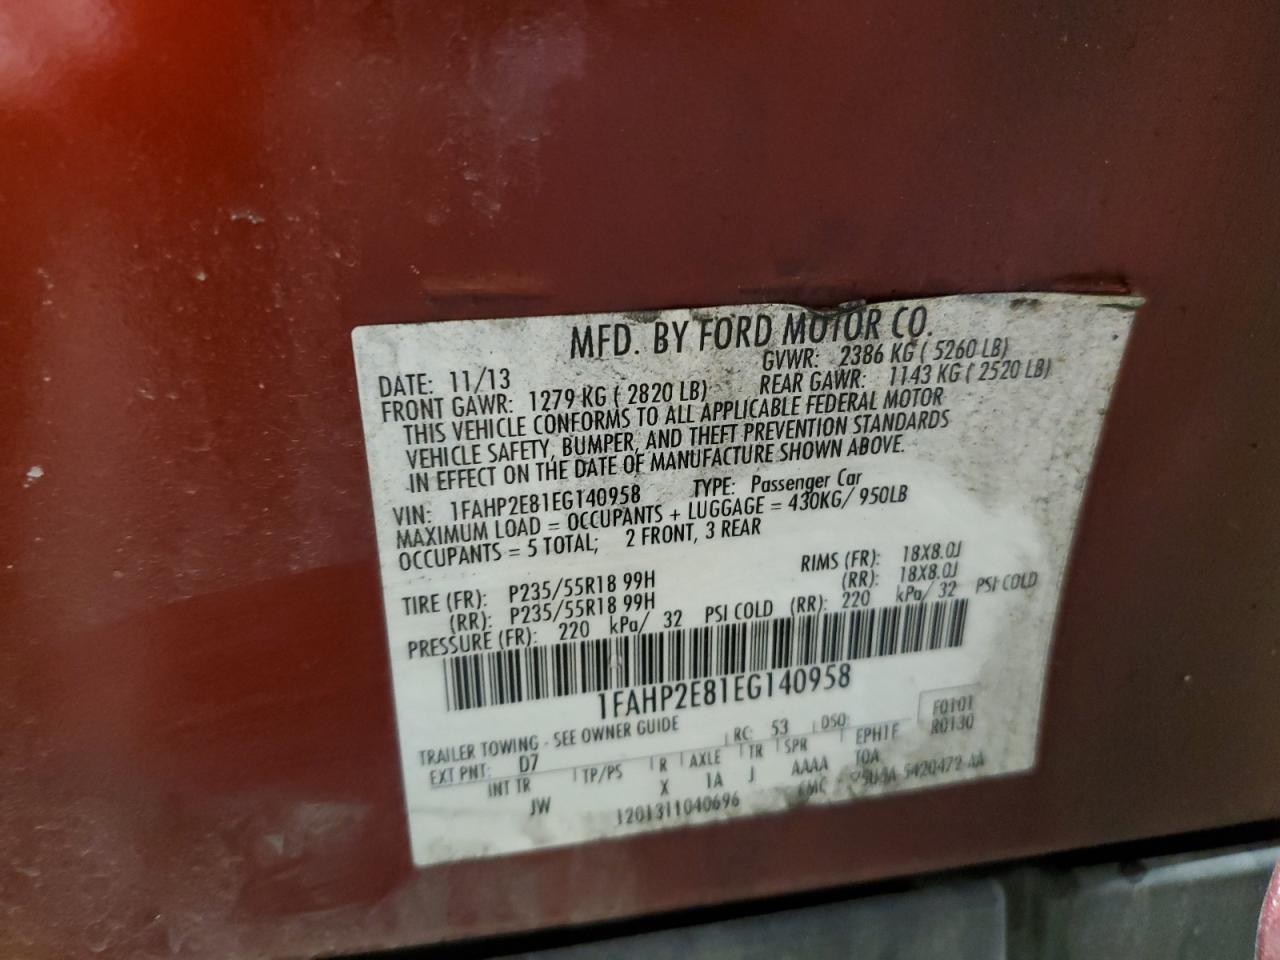 MFD. BY FORD MOTOR CO.
DATE: 11/13 GVWR: 2386 KG ( 5260 LB)
FRONT GAWR: 1279 KG ( 2820 LB) REAR GAWR: 1143 KG ( 2520 LB)
THIS VEHICLE CONFORMS TO ALL APPLICABLE FEDERAL MOTOR
VEHICLE SAFETY, BUMPER, AND THEFT PREVENTION STANDARDS
IN EFFECT ON THE DATE OF MANUFACTURE SHOWN ABOVE.
VIN: 1FAHP2E81EG140958 TYPE: Passenger Car
MAXIMUM LOAD = OCCUPANTS + LUGGAGE = 430KG/ 950LB
OCCUPANTS = 5 TOTAL; 2 FRONT, 3 REAR
TIRE (FR): P235/55R18 99H RIMS (FR): 18X8.0J
(RR): P235/55R18 99H (RR): 18X8.0J
PRESSURE (FR): 220 kPa/ 32 PSI COLD (RR): 220 kPa/ 32 PSI COLD
1FAHP2E81EG140958
TRAILER TOWING - SEE OWNER GUIDE F0101
EXT PNT: D7 RC: 53 DSO: R0130
INT TR TP/PS R AXLE TR SPR EPH1F
JW X 1A J AAAA TOA
1201311040696